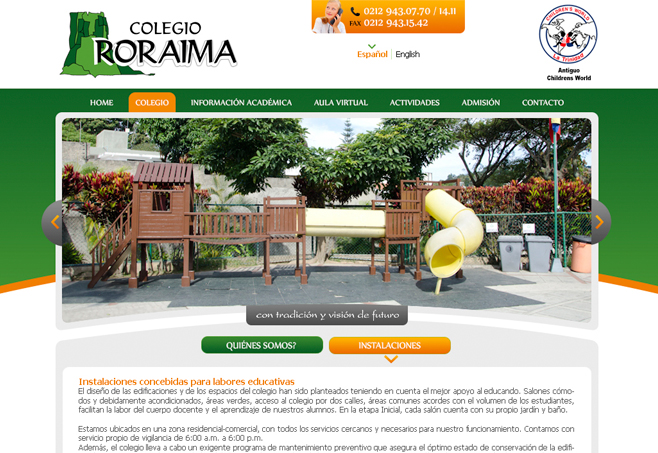 COLEGIO
RORAIMA
0212 943.07.70 / 14.11
FAX 0212 943.15.42
Español | English
CHILDREN'S WORLD
La Trinidad
Antiguo
Childrens World
HOME COLEGIO INFORMACIÓN ACADÉMICA AULA VIRTUAL ACTIVIDADES ADMISIÓN CONTACTO
con tradición y visión de futuro
QUIÉNES SOMOS? INSTALACIONES
Instalaciones concebidas para labores educativas
El diseño de las edificaciones y de los espacios del colegio han sido planteados teniendo en cuenta el mejor apoyo al educando. Salones cómo-
dos y debidamente acondicionados, áreas verdes, acceso al colegio por dos calles, áreas comunes acordes con el volumen de los estudiantes,
facilitan la labor del cuerpo docente y el aprendizaje de nuestros alumnos. En la etapa Inicial, cada salón cuenta con su propio jardín y baño.
Estamos ubicados en una zona residencial-comercial, con todos los servicios cercanos y necesarios para nuestro funcionamiento. Contamos con
servicio propio de vigilancia de 6:00 a.m. a 6:00 p.m.
Además, el colegio lleva a cabo un exigente programa de mantenimiento preventivo que asegura el óptimo estado de conservación de la edifi-